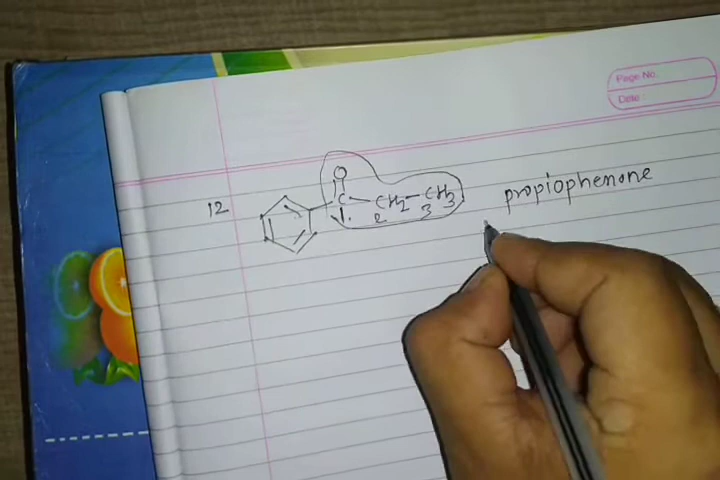 Page No.
Date :
12
O
C — CH2 — CH3
1. 2 3
propiophenone